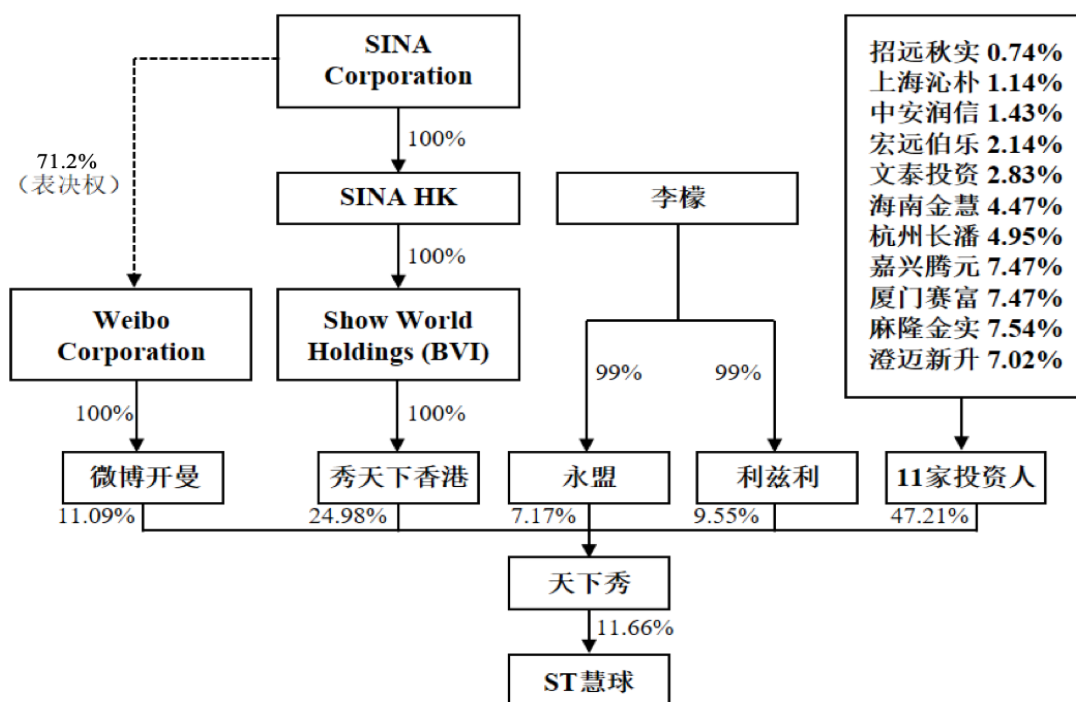 SINA
Corporation
招远秋实 0.74%
上海沁朴 1.14%
中安润信 1.43%
宏远伯乐 2.14%
文泰投资 2.83%
海南金慧 4.47%
杭州长潘 4.95%
嘉兴腾元 7.47%
厦门赛富 7.47%
麻隆金实 7.54%
澄迈新升 7.02%
100%
71.2%
（表决权）
SINA HK
李檬
100%
Weibo
Corporation
Show World
Holdings (BVI)
99%
99%
100%
100%
微博开曼
秀天下香港
永盟
利兹利
11家投资人
11.09%
24.98%
7.17%
9.55%
47.21%
天下秀
11.66%
ST慧球